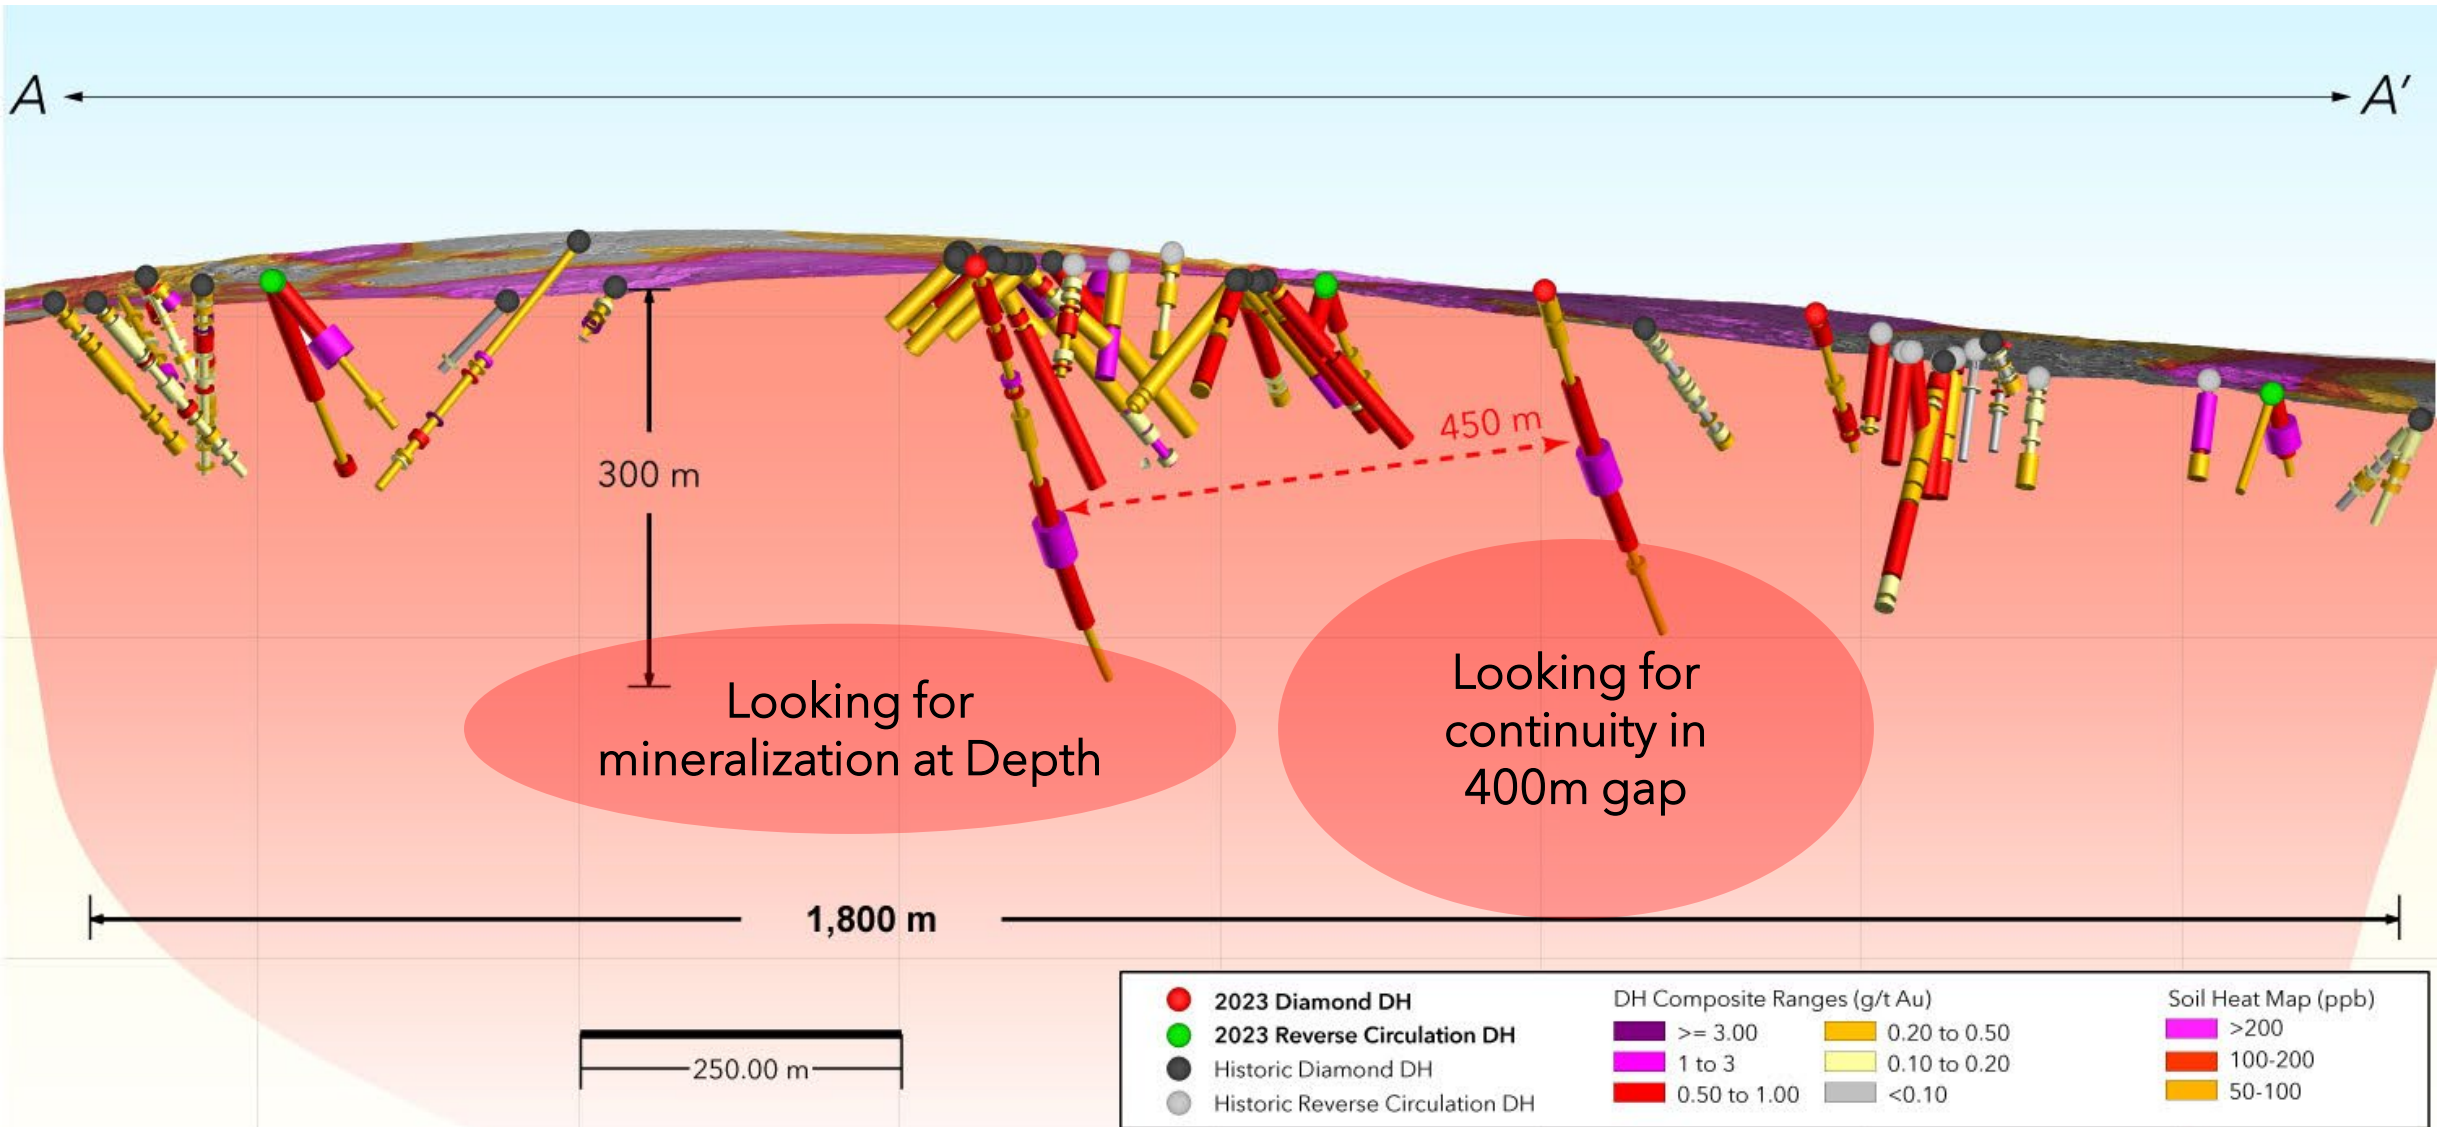 A
A'
450 m
300 m
Looking for
mineralization at Depth
Looking for
continuity in
400m gap
1,800 m
250.00 m
2023 Diamond DH
2023 Reverse Circulation DH
Historic Diamond DH
Historic Reverse Circulation DH
DH Composite Ranges (g/t Au)
>= 3.00
1 to 3
0.50 to 1.00
0.20 to 0.50
0.10 to 0.20
<0.10
Soil Heat Map (ppb)
>200
100-200
50-100